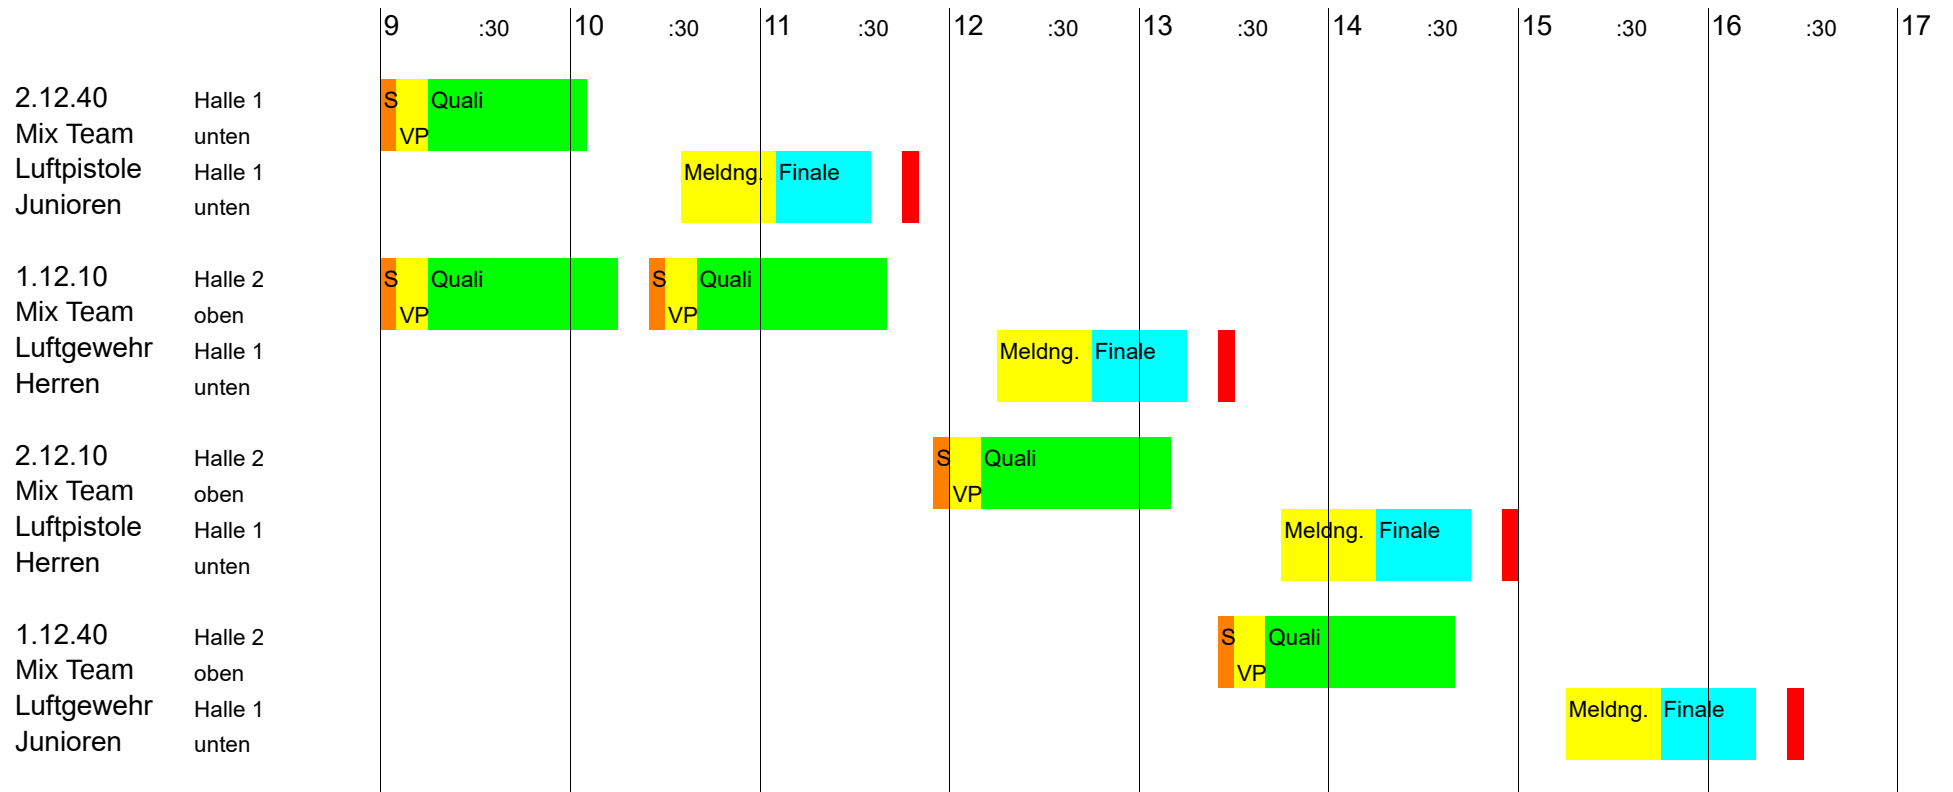 9 :30 10 :30 11 :30 12 :30 13 :30 14 :30 15 :30 16 :30 17
2.12.40 Halle 1 S Quali
Mix Team unten VP
Luftpistole Halle 1 Meldng. Finale
Junioren unten
1.12.10 Halle 2 S Quali S Quali
Mix Team oben VP VP
Luftgewehr Halle 1 Meldng. Finale
Herren unten
2.12.10 Halle 2 S Quali
Mix Team oben VP
Luftpistole Halle 1 Meldng. Finale
Herren unten
1.12.40 Halle 2 S Quali
Mix Team oben VP
Luftgewehr Halle 1 Meldng. Finale
Junioren unten